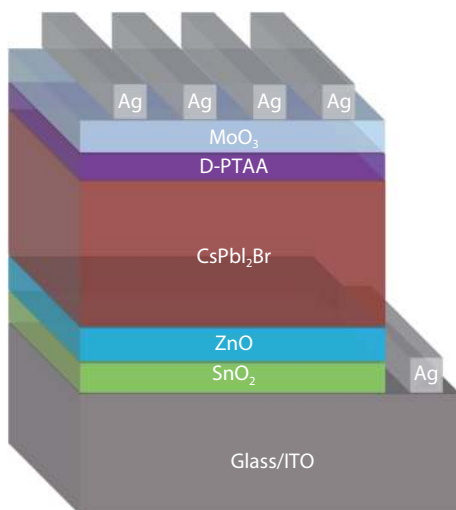 Ag Ag Ag Ag
MoO₃
D-PTAA
CsPbI₂Br
ZnO
SnO₂
Ag
Glass/ITO